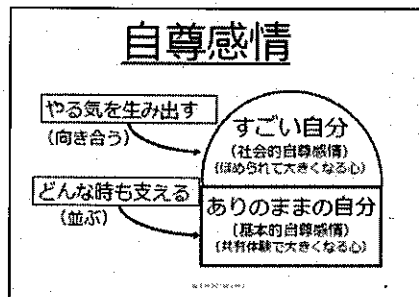 自尊感情
やる気を生み出す
(向き合う)
すごい自分
(社会的自尊感情)
(ほめられて大きくなる心)
どんな時も支える
(並ぶ)
ありのままの自分
(基本的自尊感情)
(共有体験で大きくなる心)